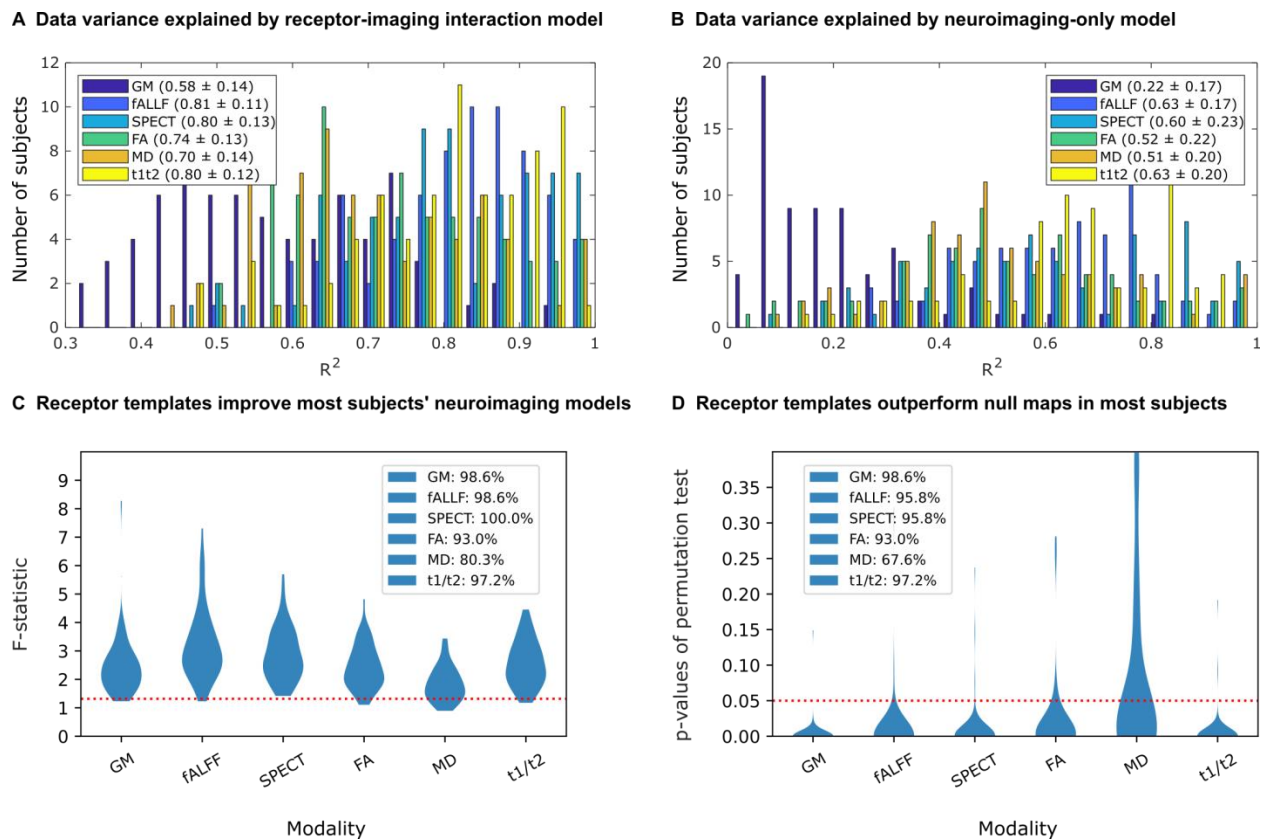 A Data variance explained by receptor-imaging interaction model
12
10
8
6
4
2
0
Number of subjects
GM (0.58 ± 0.14)
fALLF (0.81 ± 0.11)
SPECT (0.80 ± 0.13)
FA (0.74 ± 0.13)
MD (0.70 ± 0.14)
t1t2 (0.80 ± 0.12)
0.3 0.4 0.5 0.6 0.7 0.8 0.9 1
R²
B Data variance explained by neuroimaging-only model
20
15
10
5
0
Number of subjects
GM (0.22 ± 0.17)
fALLF (0.63 ± 0.17)
SPECT (0.60 ± 0.23)
FA (0.52 ± 0.22)
MD (0.51 ± 0.20)
t1t2 (0.63 ± 0.20)
0 0.2 0.4 0.6 0.8 1
R²
C Receptor templates improve most subjects' neuroimaging models
9
8
7
6
5
4
3
2
1
0
F-statistic
GM: 98.6%
fALLF: 98.6%
SPECT: 100.0%
FA: 93.0%
MD: 80.3%
t1/t2: 97.2%
GM fALFF SPECT FA MD t1/t2
Modality
D Receptor templates outperform null maps in most subjects
0.35
0.30
0.25
0.20
0.15
0.10
0.05
0.00
p-values of permutation test
GM: 98.6%
fALLF: 95.8%
SPECT: 95.8%
FA: 93.0%
MD: 67.6%
t1/t2: 97.2%
GM fALFF SPECT FA MD t1/t2
Modality